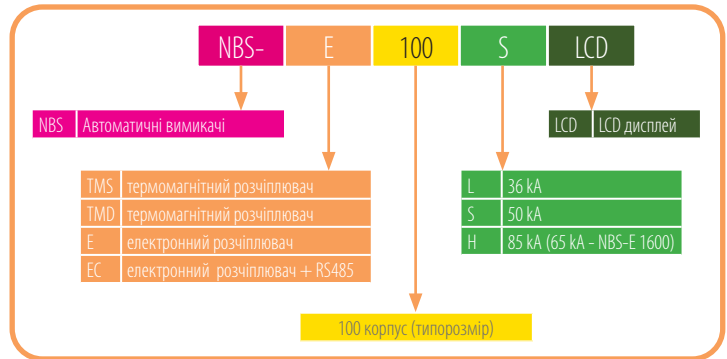 NBS- E 100 S LCD
NBS Автоматичні вимикачі
LCD LCD дисплей
TMS термомагнітний розчіплювач
TMD термомагнітний розчіплювач
E електронний розчіплювач
EC електронний розчіплювач + RS485
L 36 kA
S 50 kA
H 85 kA (65 kA - NBS-E 1600)
100 корпус (типорозмір)